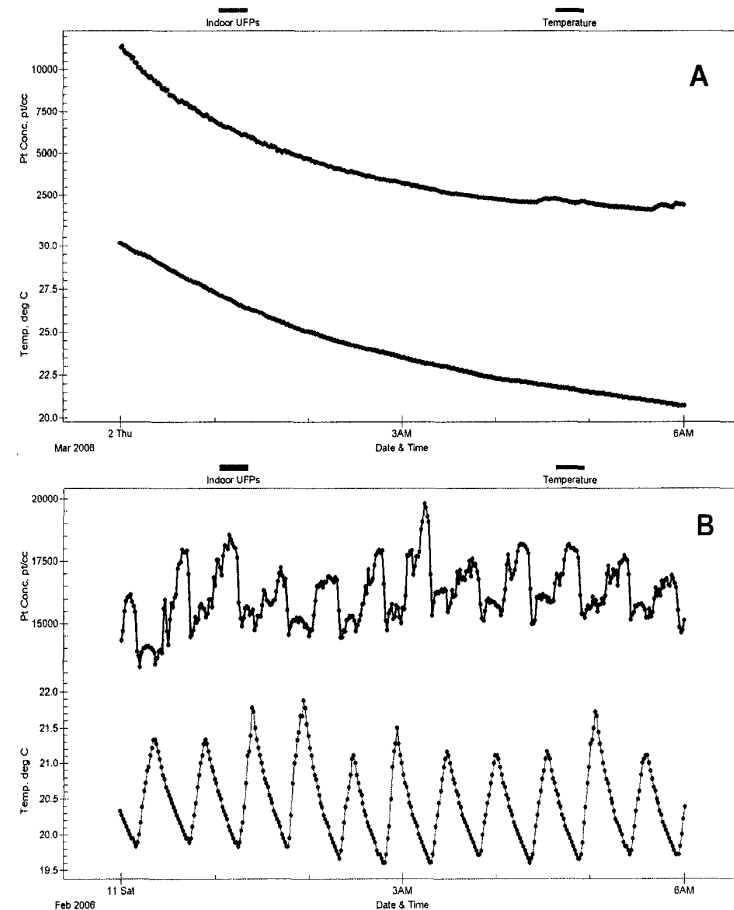 Indoor UFPs Temperature
A
Pt Conc, pt/cc
10000
7500
5000
2500
Temp. deg C
30.0
27.5
25.0
22.5
20.0
2 Thu 3AM 6AM
Mar 2006 Date & Time
Indoor UFPs Temperature
B
Pt Conc, pt/cc
20000
17500
15000
Temp. deg C
22.0
21.5
21.0
20.5
20.0
19.5
11 Sat 3AM 6AM
Feb 2006 Date & Time